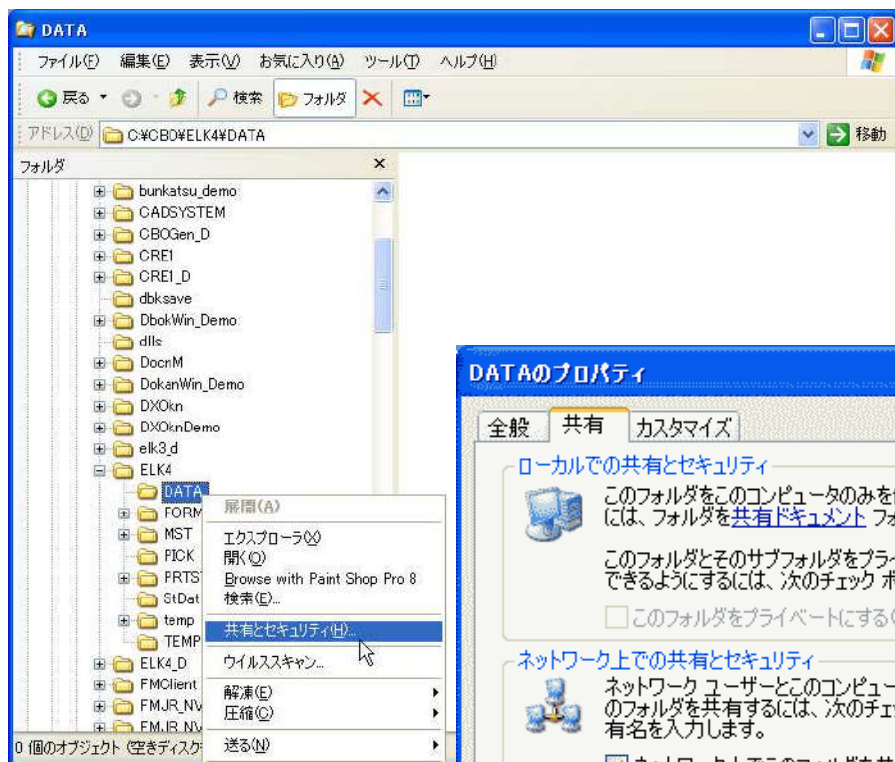 DATA
ファイル(F) 編集(E) 表示(V) お気に入り(A) ツール(T) ヘルプ(H)
戻る 検索 フォルダ
アドレス(D) C:¥CBO¥ELK4¥DATA 移動
フォルダ ×
bunkatsu_demo
CADSYSTEM
CBOGen_D
CRE1
CRE1_D
dbksave
DbokWin_Demo
dlls
DocnM
DokanWin_Demo
DXOkn
DXOknDemo
elk3_d
ELK4
DATA
FORM
MST
PICK
PRTS
StDat
temp
TEMP
ELK4_D
FMClient
FMJR_NV
FMJR_NV
0 個のオブジェクト (空きディスク
展開(A)
エクスプローラ(X)
開く(O)
Browse with Paint Shop Pro 8
検索(E)...
共有とセキュリティ(H)...
ウイルススキャン...
解凍(E)
圧縮(C)
送る(N)
DATAのプロパティ
全般 共有 カスタマイズ
ローカルでの共有とセキュリティ
このフォルダをこのコンピュータのみを
には、フォルダを共有ドキュメント フォ
このフォルダとそのサブフォルダをプライ
できるようにするには、次のチェック ボ
このフォルダをプライベートにする(
ネットワーク上での共有とセキュリティ
ネットワーク ユーザーとこのコンピュー
のフォルダを共有するには、次のチェ
有名を入力します。